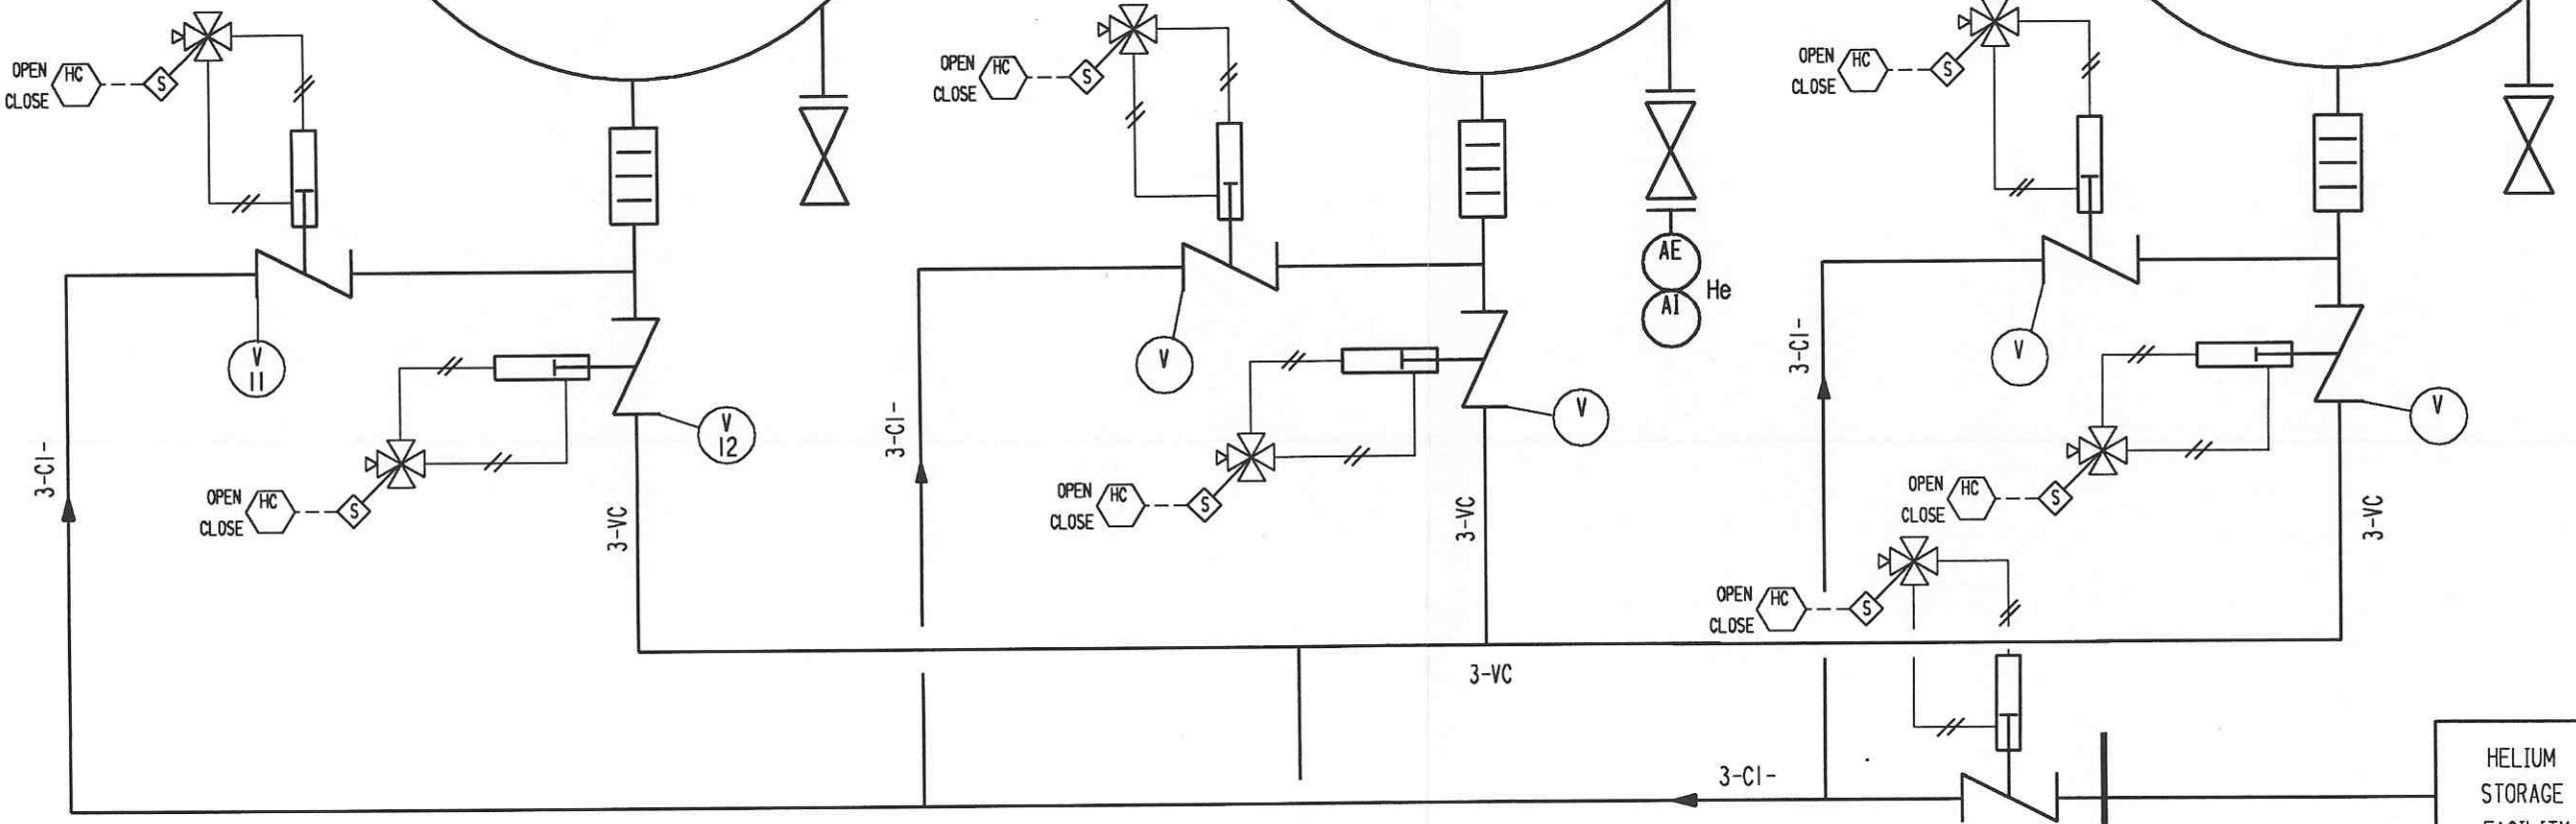 OPEN
CLOSE
HC
S
OPEN
CLOSE
HC
S
OPEN
CLOSE
HC
S
AE
AI
He
V
11
V
V
V
12
V
V
3-CI-
3-CI-
3-CI-
OPEN
CLOSE
HC
S
OPEN
CLOSE
HC
S
OPEN
CLOSE
HC
S
3-VC
3-VC
3-VC
OPEN
CLOSE
HC
S
3-VC
3-CI-
HELIUM
STORAGE